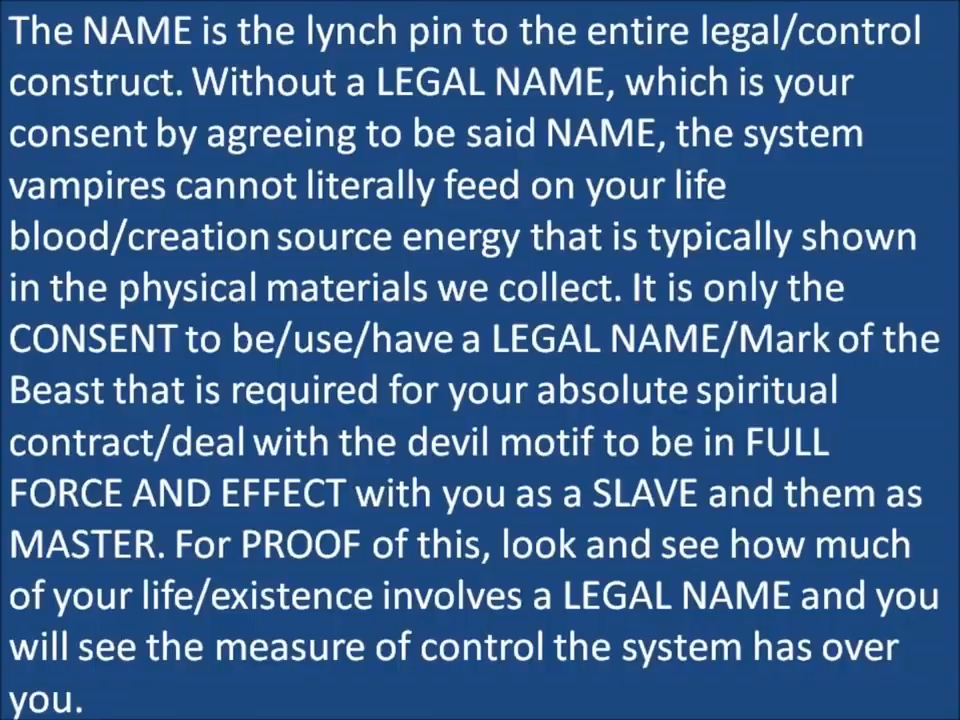 The NAME is the lynch pin to the entire legal/control
construct. Without a LEGAL NAME, which is your
consent by agreeing to be said NAME, the system
vampires cannot literally feed on your life
blood/creation source energy that is typically shown
in the physical materials we collect. It is only the
CONSENT to be/use/have a LEGAL NAME/Mark of the
Beast that is required for your absolute spiritual
contract/deal with the devil motif to be in FULL
FORCE AND EFFECT with you as a SLAVE and them as
MASTER. For PROOF of this, look and see how much
of your life/existence involves a LEGAL NAME and you
will see the measure of control the system has over
you.